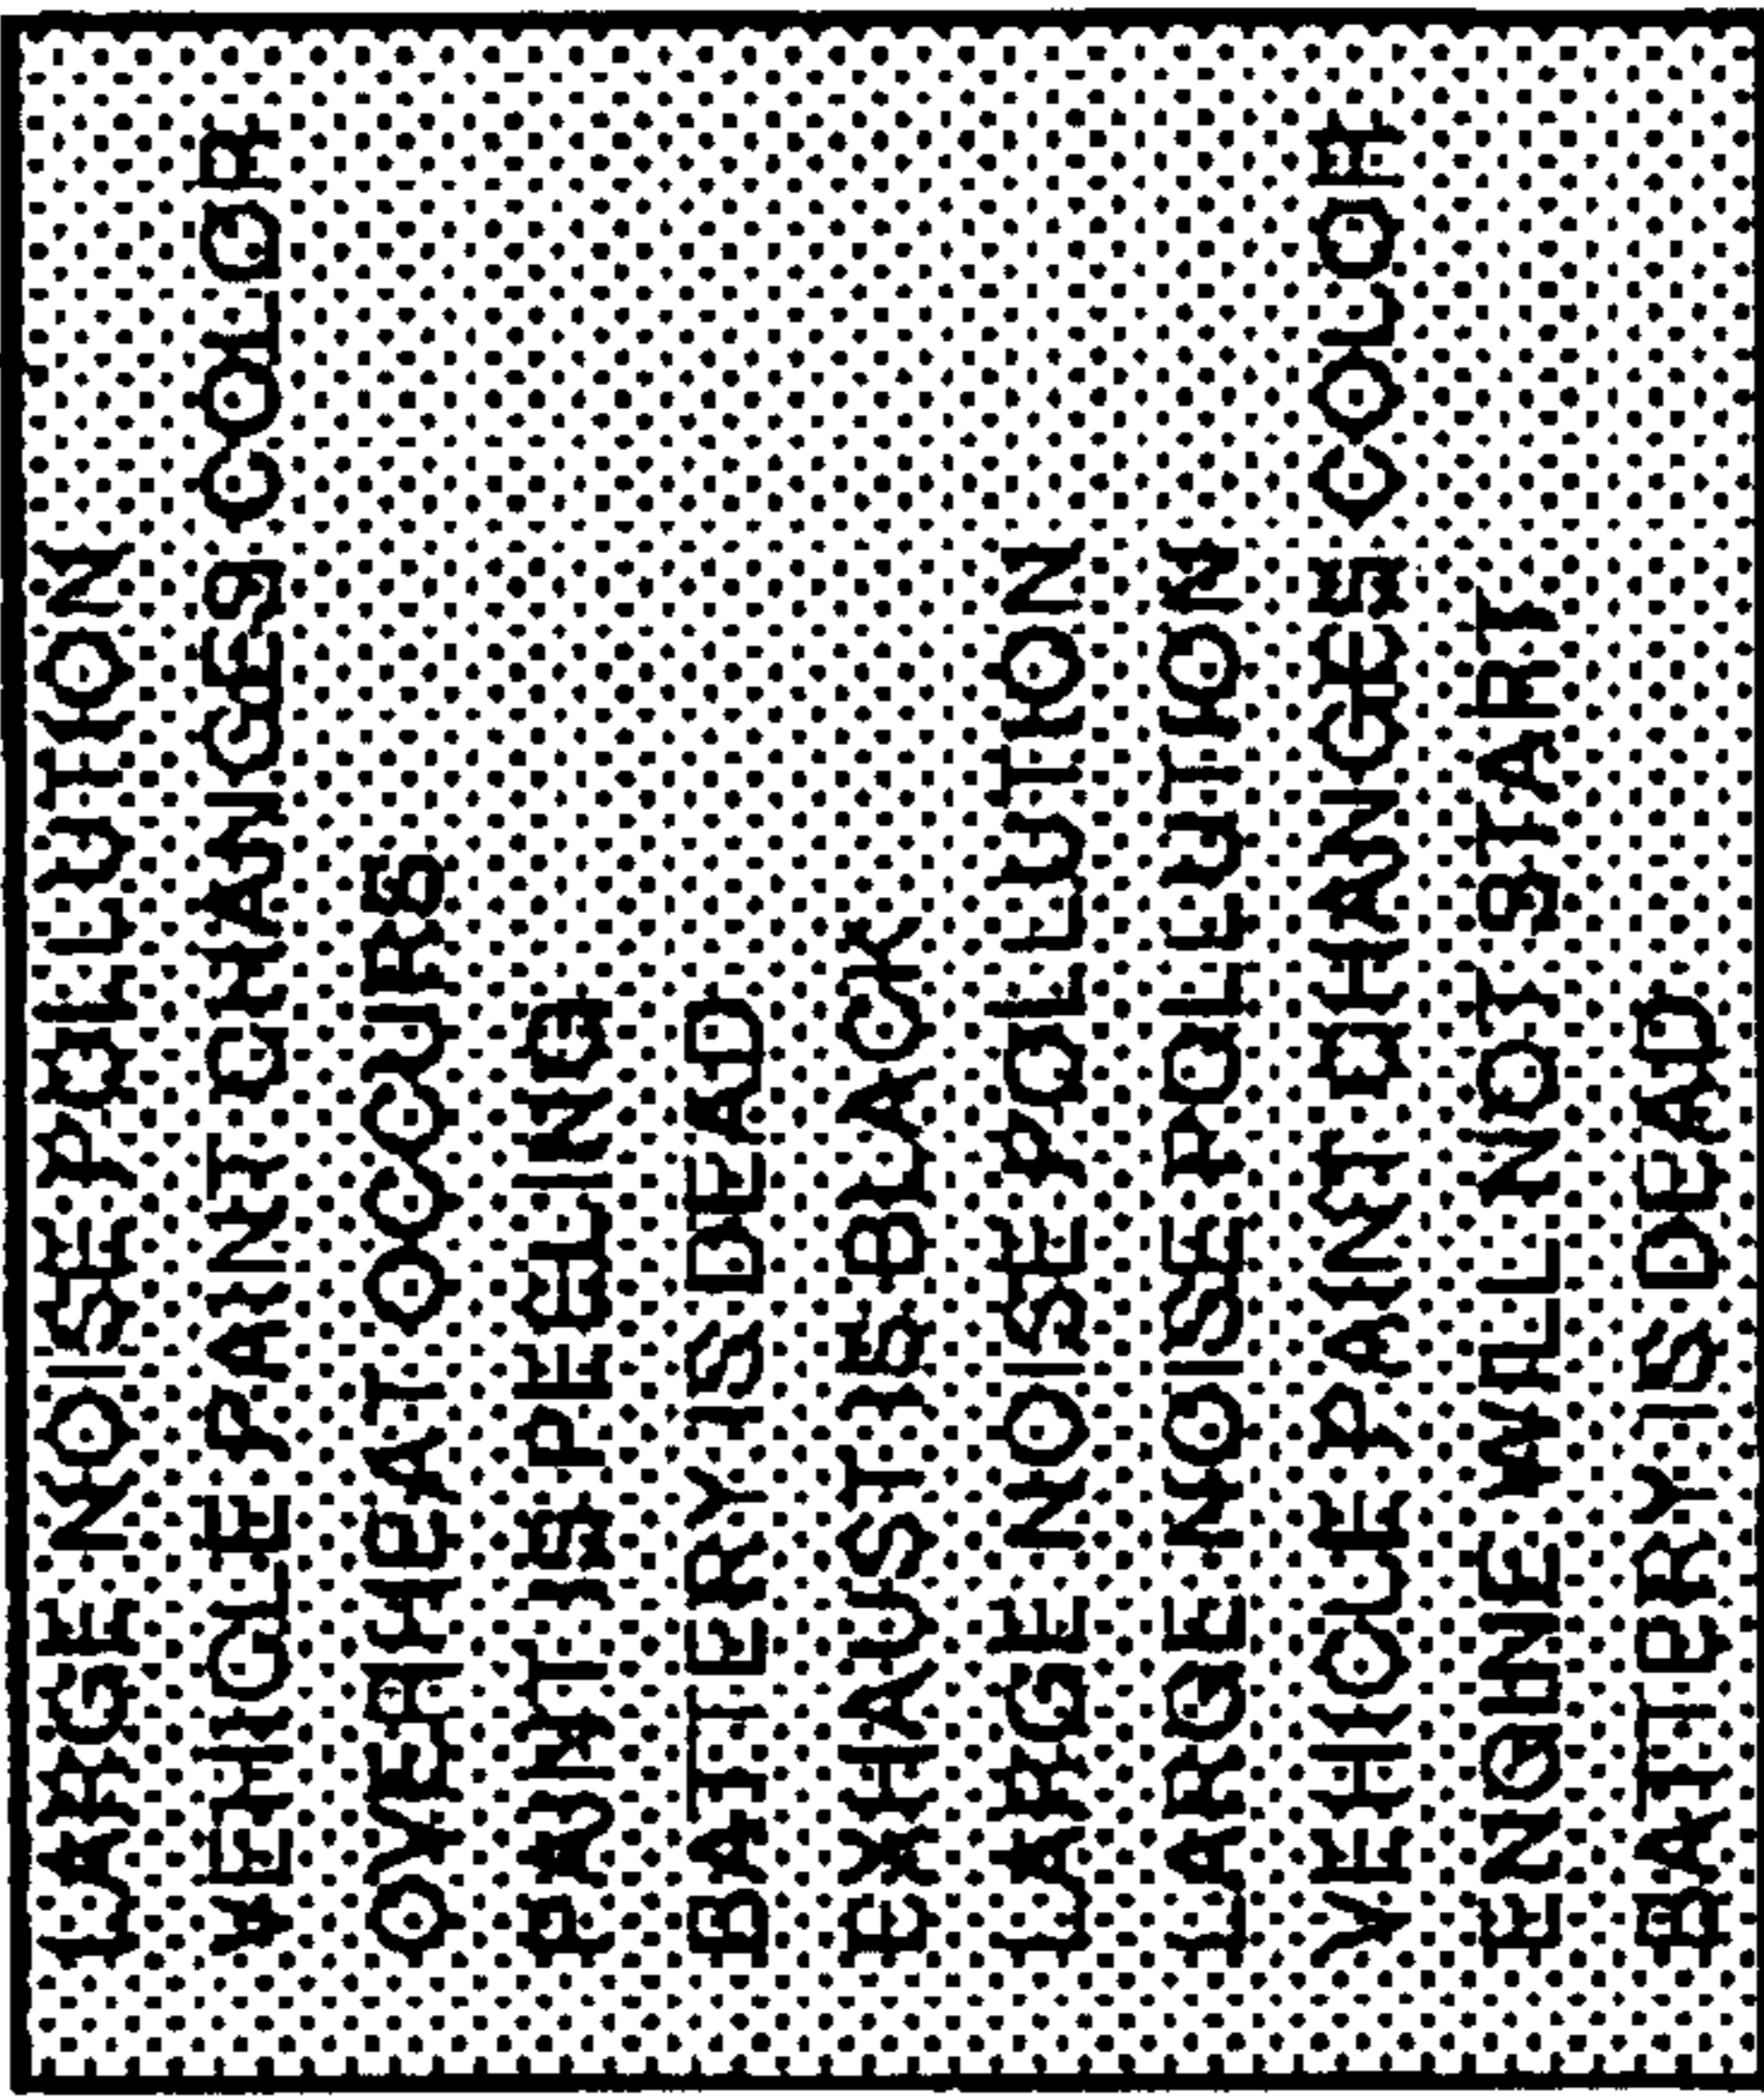 LARGE NOISE POLLUTION
VEHICLE PAINT CHANGES COLOR
OVERHEAT OCCURS
PAINT IS PEELING
BATTERY IS DEAD
EXHAUST IS BLACK
LARGE NOISE POLLUTION
LARGE NOISE POLLUTION
VEHICLE PAINT CHANGES COLOR
ENGINE WILL NOT START
BATTERY IS DEAD